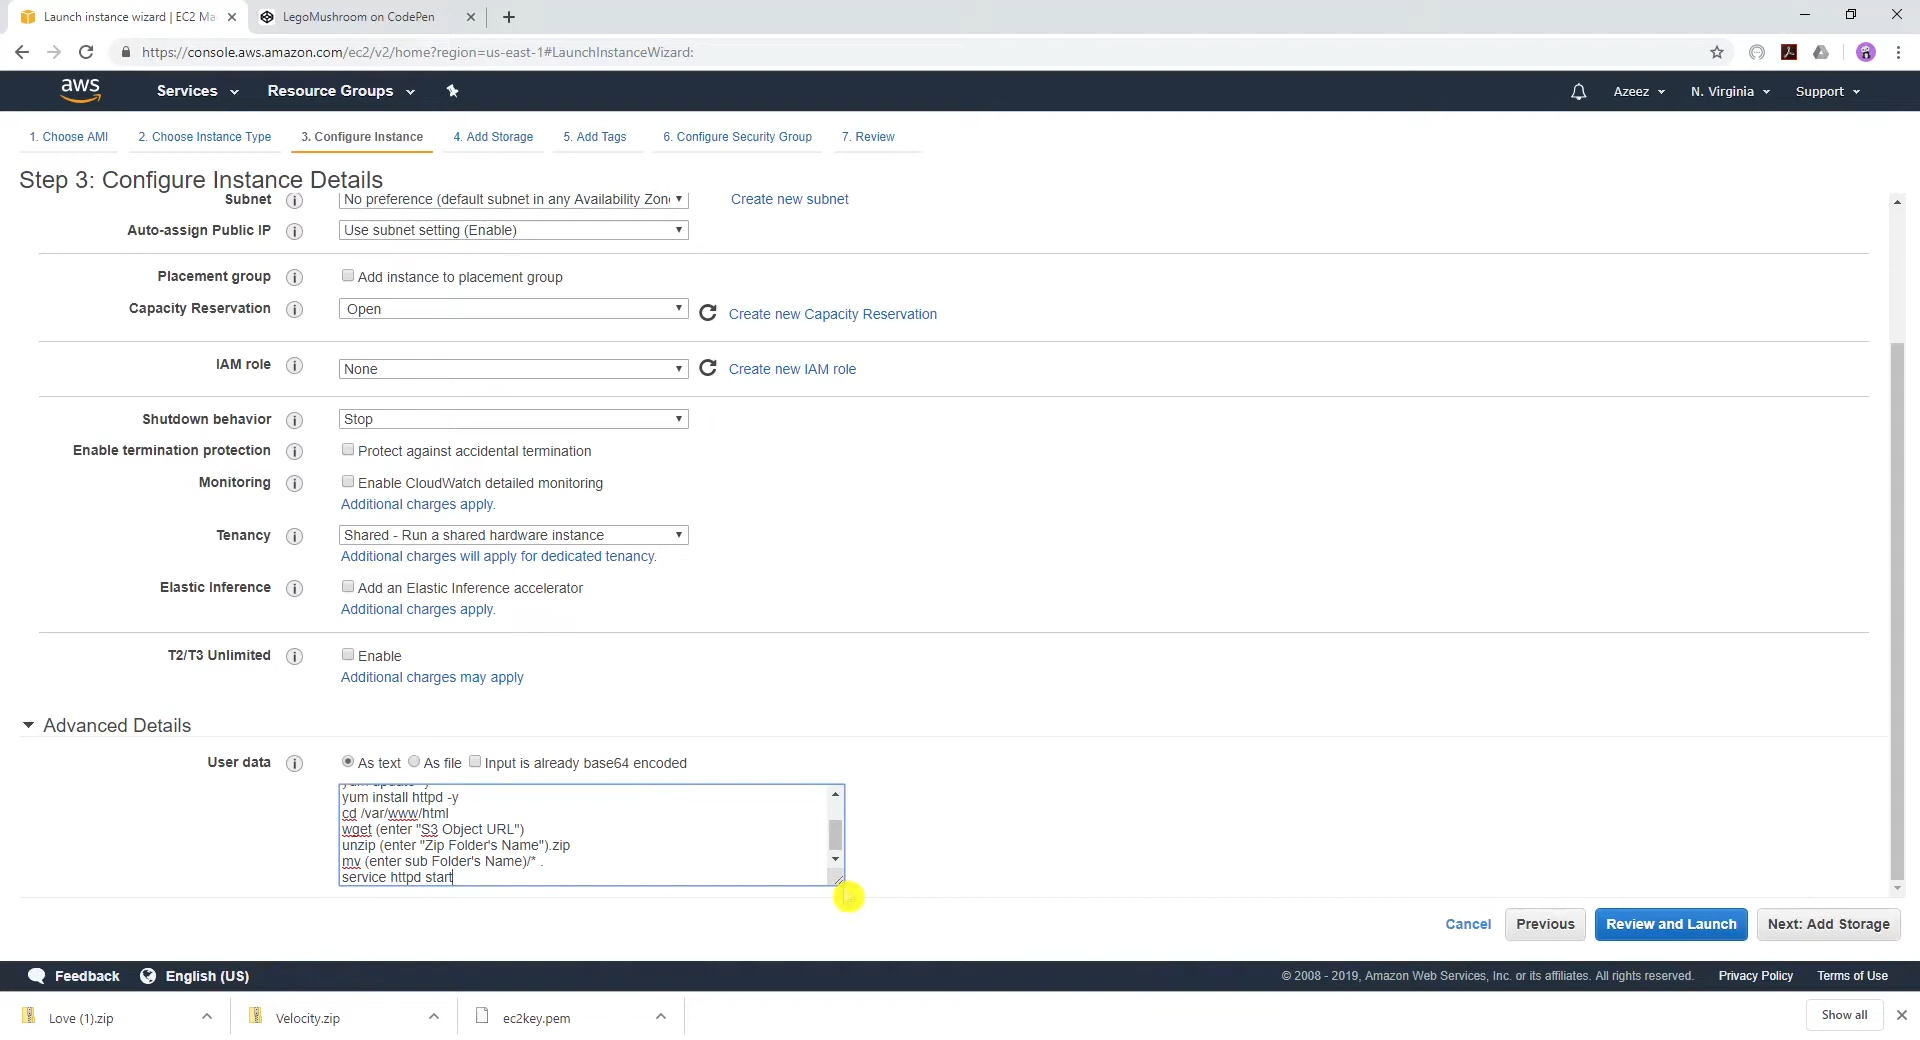 Launch instance wizard | EC2 Ma
LegoMushroom on CodePen
https://console.aws.amazon.com/ec2/v2/home?region=us-east-1#LaunchInstanceWizard:
aws
Services
Resource Groups
Azeez
N. Virginia
Support
1. Choose AMI
2. Choose Instance Type
3. Configure Instance
4. Add Storage
5. Add Tags
6. Configure Security Group
7. Review
Step 3: Configure Instance Details
Subnet
No preference (default subnet in any Availability Zon
Create new subnet
Auto-assign Public IP
Use subnet setting (Enable)
Placement group
Add instance to placement group
Capacity Reservation
Open
Create new Capacity Reservation
IAM role
None
Create new IAM role
Shutdown behavior
Stop
Enable termination protection
Protect against accidental termination
Monitoring
Enable CloudWatch detailed monitoring
Additional charges apply.
Tenancy
Shared - Run a shared hardware instance
Additional charges will apply for dedicated tenancy.
Elastic Inference
Add an Elastic Inference accelerator
Additional charges apply.
T2/T3 Unlimited
Enable
Additional charges may apply
Advanced Details
User data
As text
As file
Input is already base64 encoded
yum update -y
yum install httpd -y
cd /var/www/html
wget (enter "S3 Object URL")
unzip (enter "Zip Folder's Name").zip
mv (enter sub Folder's Name)/* .
service httpd start
Cancel
Previous
Review and Launch
Next: Add Storage
Feedback
English (US)
© 2008 - 2019, Amazon Web Services, Inc. or its affiliates. All rights reserved.
Privacy Policy
Terms of Use
Love (1).zip
Velocity.zip
ec2key.pem
Show all